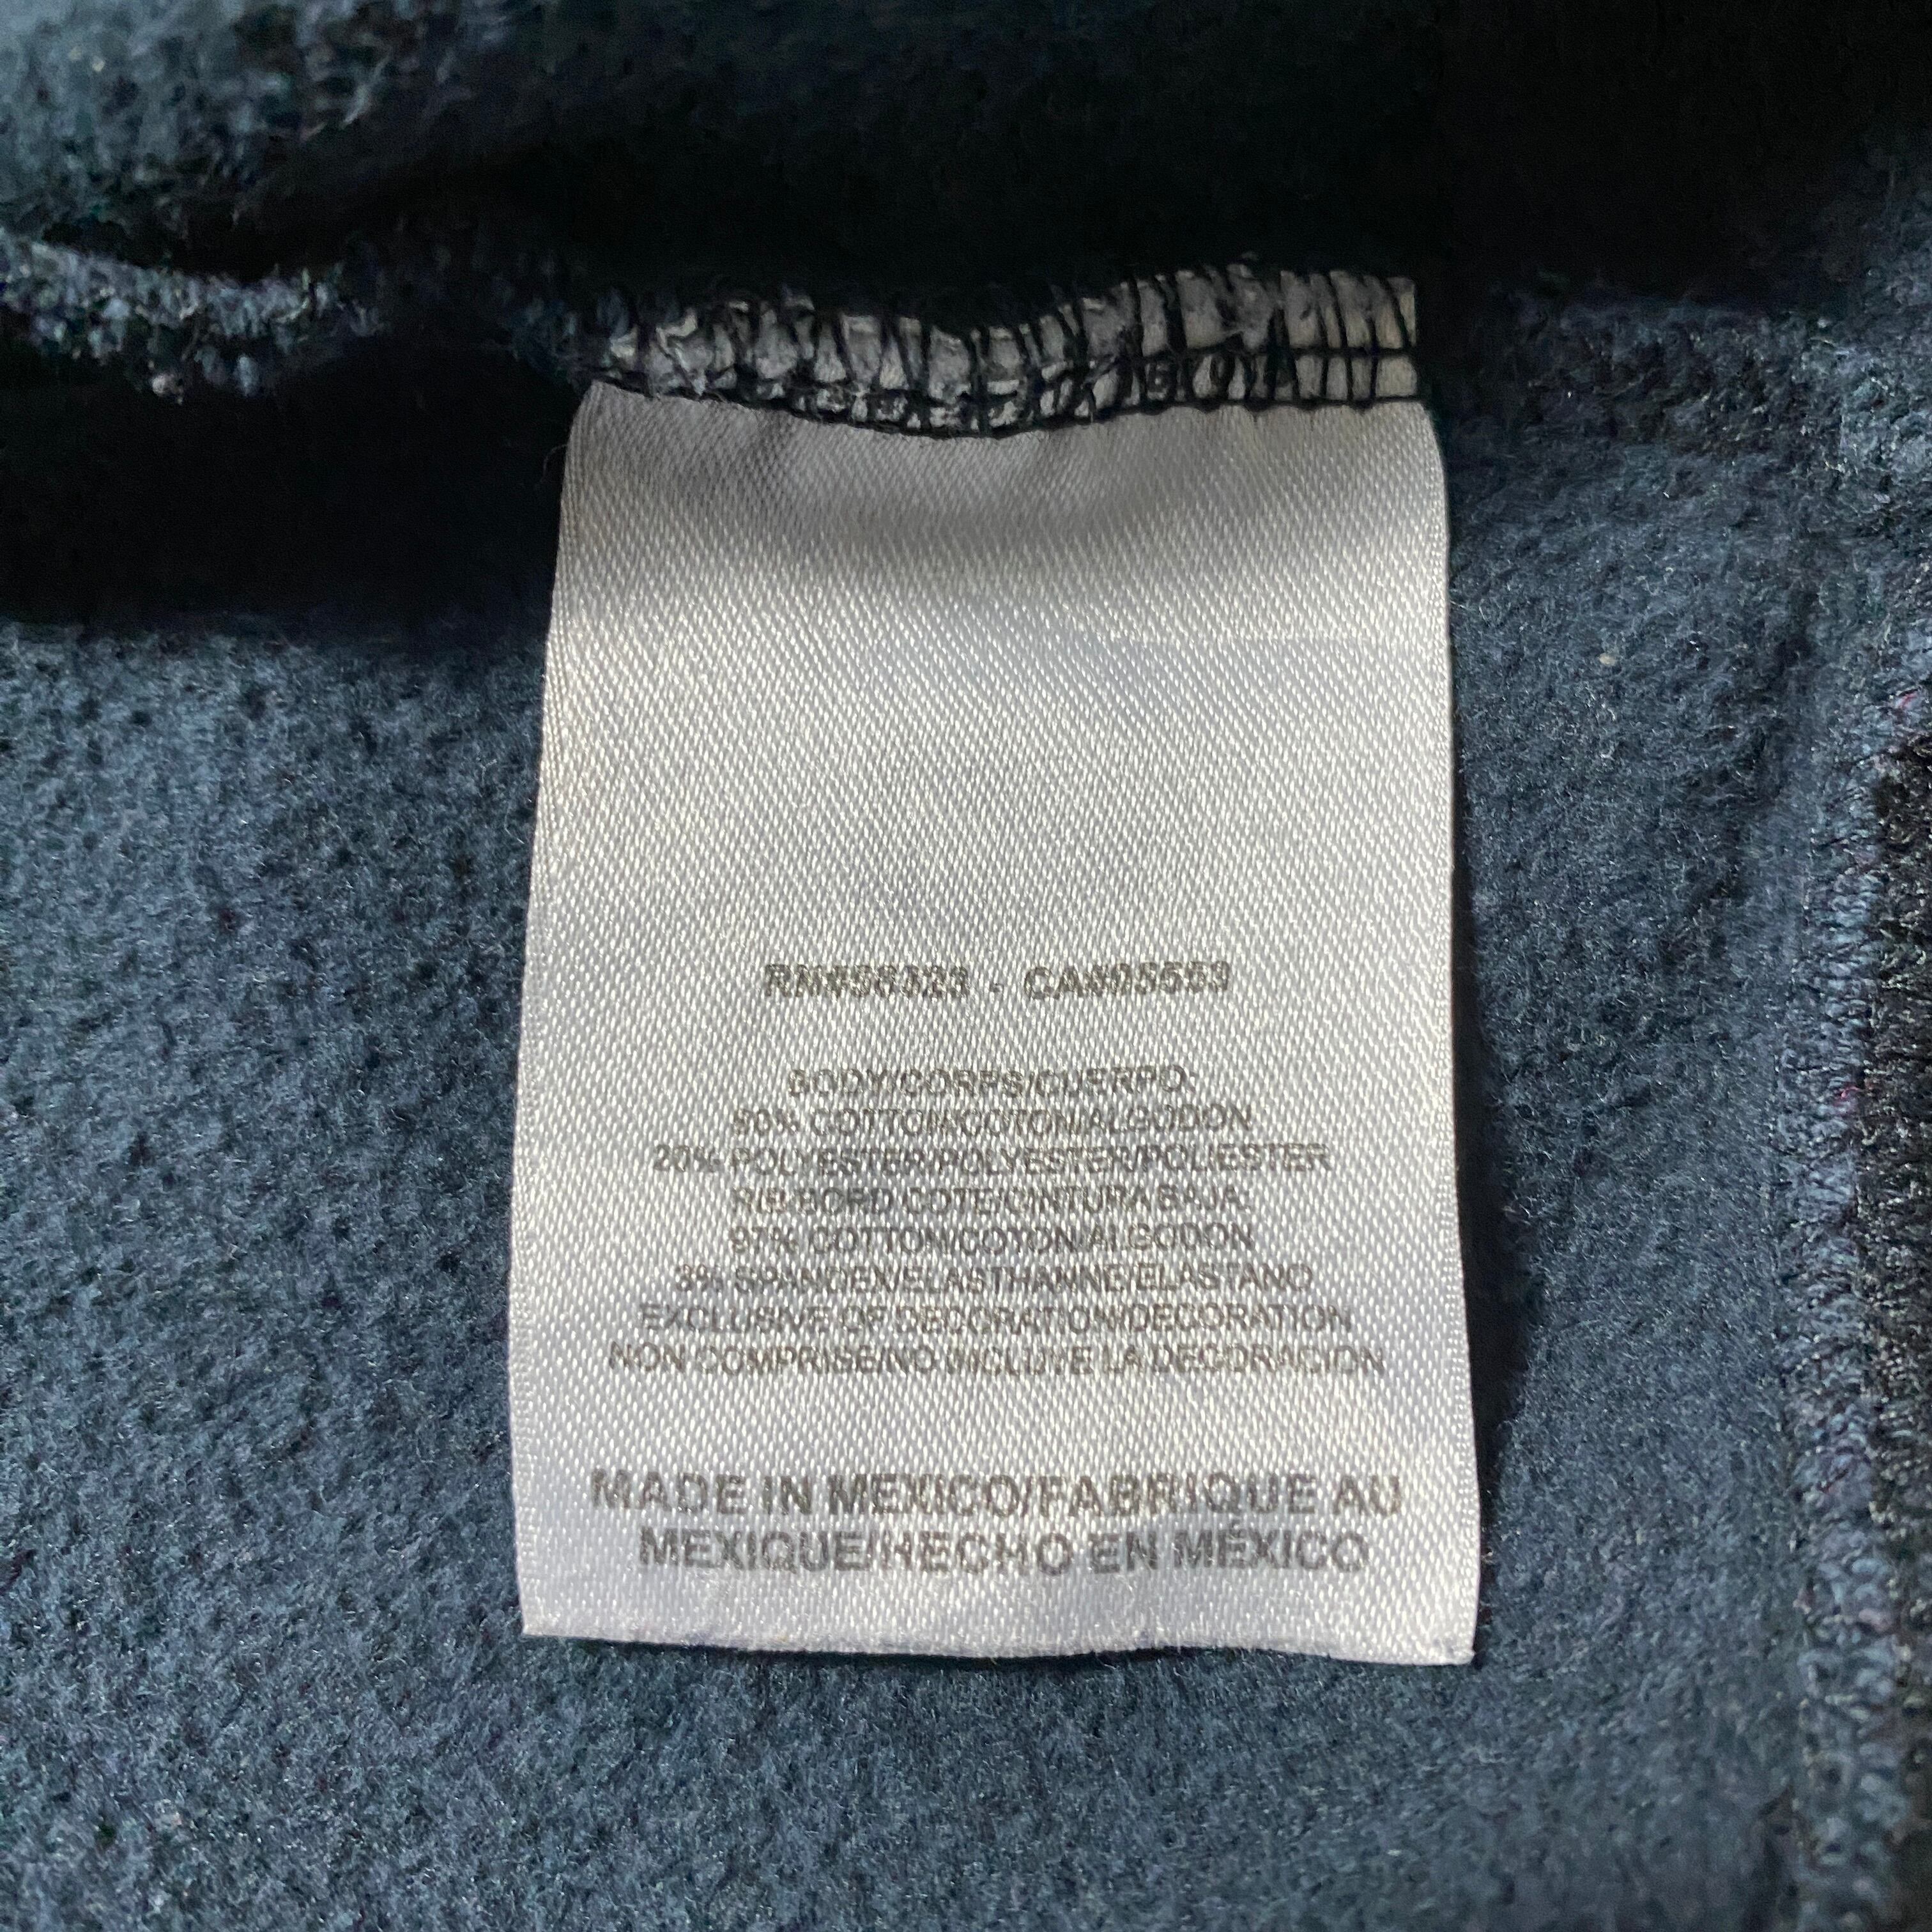 RN#56323 - CA#05553
BODY/CORPS/CUERPO:
80% COTTON/COTON/ALGODON
20% POLYESTER/POLYESTER/POLIESTER
RIB/BORD COTE/CINTURA BAJA:
97% COTTON/COTON/ALGODON
3% SPANDEX/ELASTHANNE/ELASTANO
EXCLUSIVE OF DECORATION/DECORATION
NON COMPRISE/NO INCLUYE LA DECORACION
MADE IN MEXICO/FABRIQUE AU
MEXIQUE/HECHO EN MÉXICO